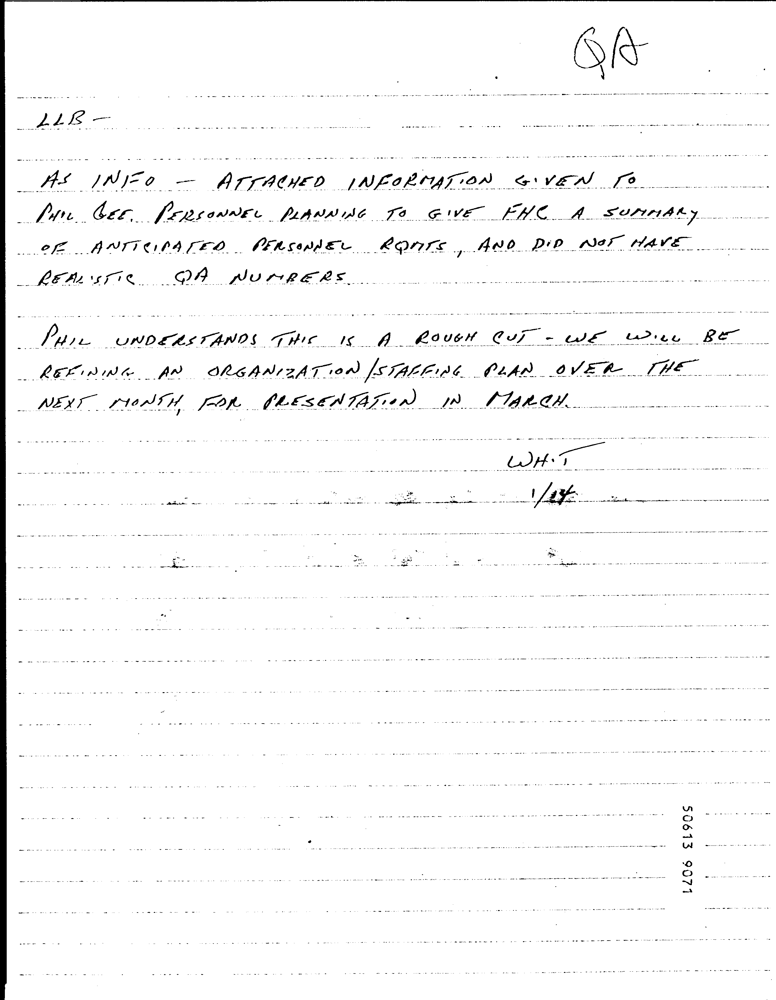 QA
LLB -
AS INFO - ATTACHED INFORMATION GIVEN TO
PHIL GEE. PERSONNEL PLANNING TO GIVE FHC A SUMMARY
OF ANTICIPATED PERSONNEL RQMTS, AND DID NOT HAVE
REALISTIC QA NUMBERS
PHIL UNDERSTANDS THIS IS A ROUGH CUT - WE WILL BE
REFINING AN ORGANIZATION/STAFFING PLAN OVER THE
NEXT MONTH, FOR PRESENTATION IN MARCH.
WHIT
1/14
50613 9071